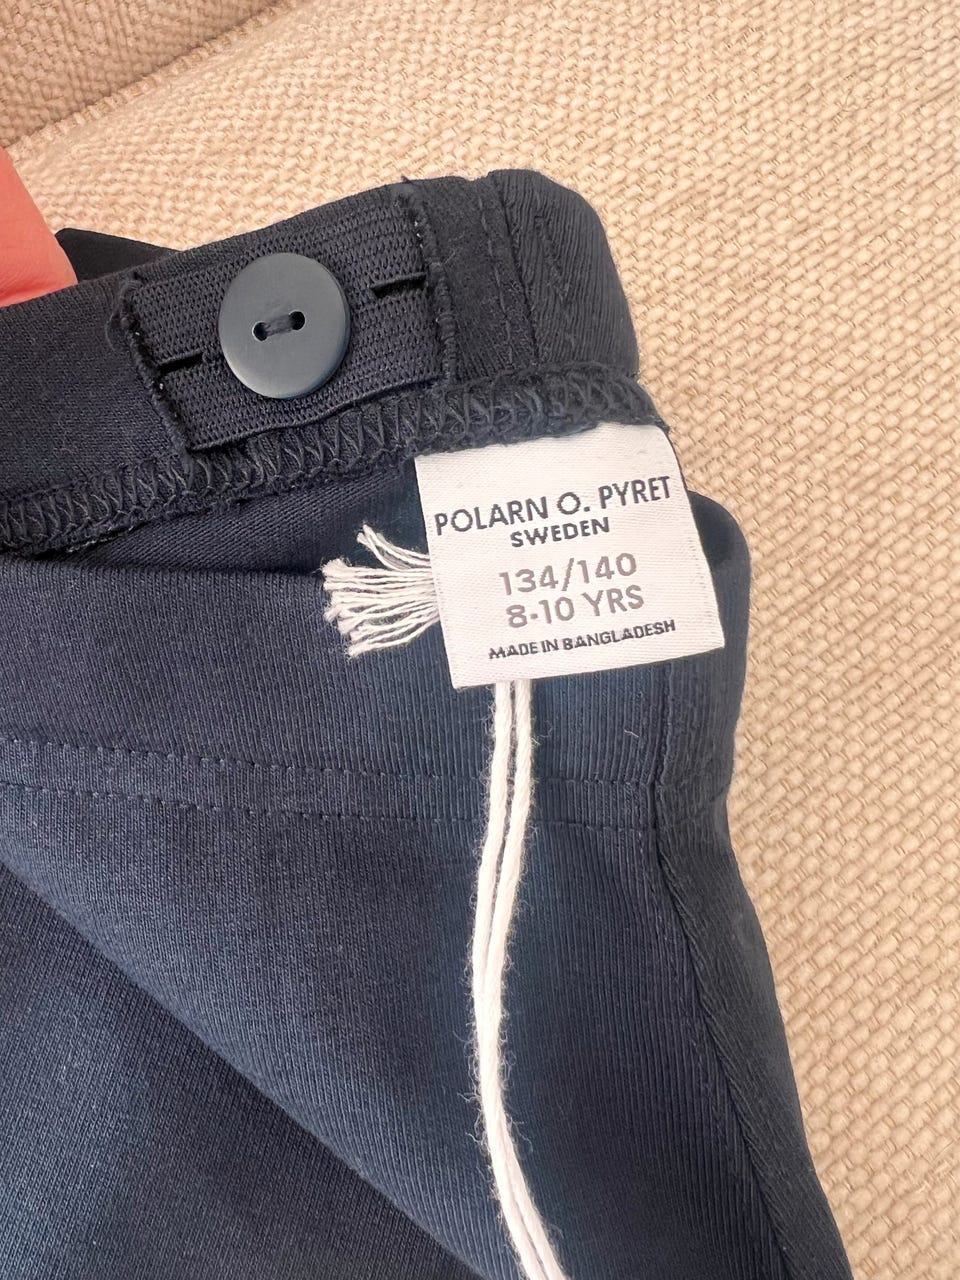 POLARN O. PYRET
SWEDEN
134/140
8-10 YRS
MADE IN BANGLADESH